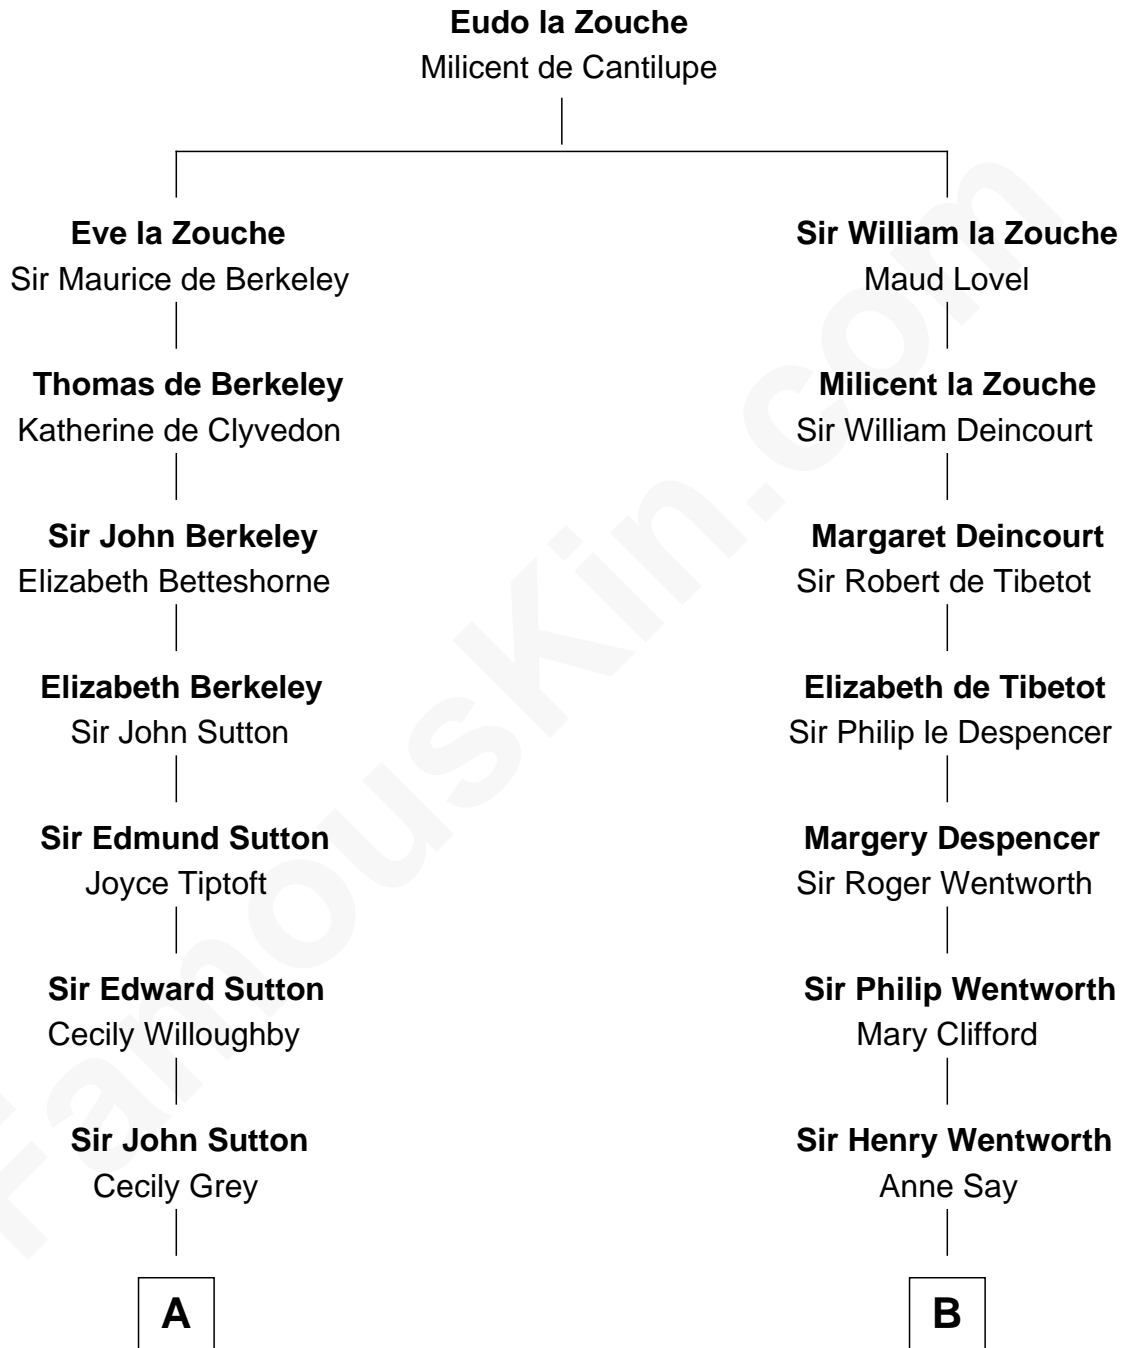 Eudo la Zouche
Milicent de Cantilupe
Eve la Zouche
Sir Maurice de Berkeley
Sir William la Zouche
Maud Lovel
Thomas de Berkeley
Katherine de Clyvedon
Milicent la Zouche
Sir William Deincourt
Sir John Berkeley
Elizabeth Betteshorne
Margaret Deincourt
Sir Robert de Tibetot
Elizabeth Berkeley
Sir John Sutton
Elizabeth de Tibetot
Sir Philip le Despencer
Sir Edmund Sutton
Joyce Tiptoft
Margery Despencer
Sir Roger Wentworth
Sir Edward Sutton
Cecily Willoughby
Sir Philip Wentworth
Mary Clifford
Sir John Sutton
Cecily Grey
Sir Henry Wentworth
Anne Say
A
B
FamousKin.com